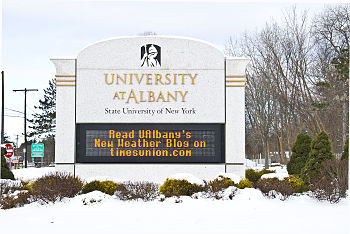 UNIVERSITY
AT ALBANY
State University of New York
Read UAlbany's
New Weather Blog on
timesunion.com